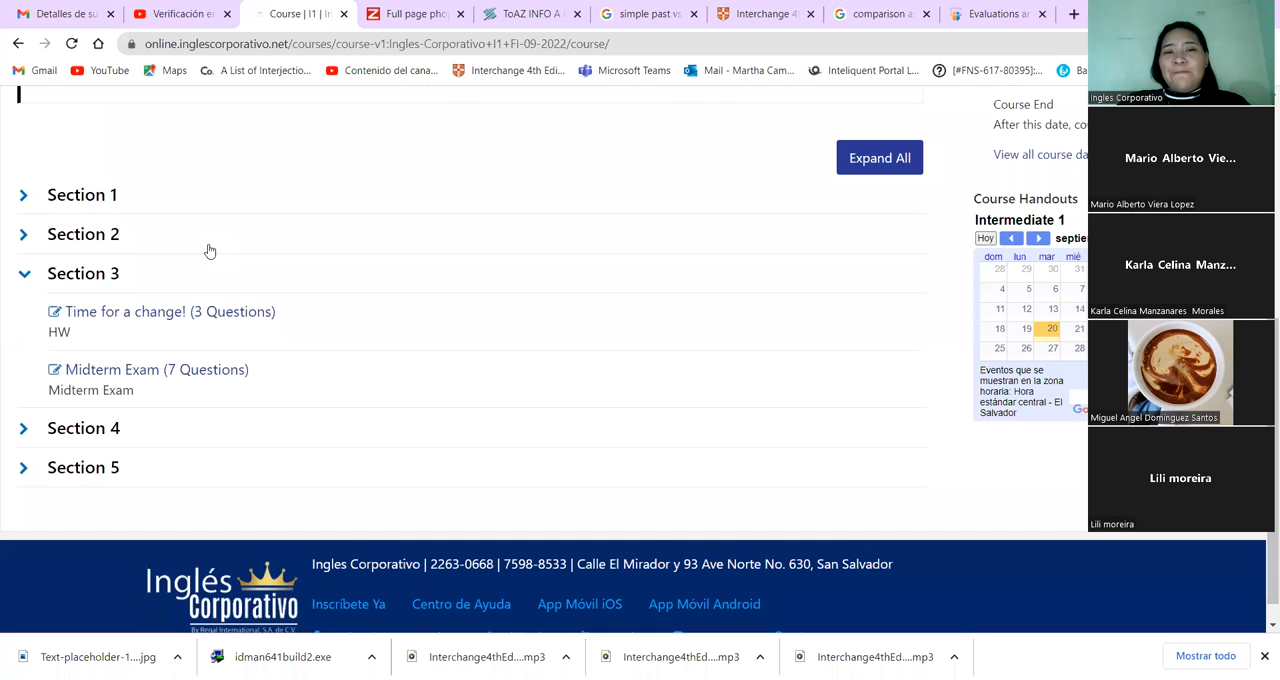 Detalles de su
Verificación e
Course | I1 | In
Full page pho
ToAZ INFO A I
simple past vs
Interchange 4
comparison a
Evaluations an
online.inglescorporativo.net/courses/course-v1:Ingles-Corporativo+I1+FI-09-2022/course/
Gmail
YouTube
Maps
A List of Interjectio...
Contenido del cana...
Interchange 4th Edi...
Microsoft Teams
Mail - Martha Cam...
Inteliquent Portal L...
[#FNS-617-80395]:...
Ba
Course End
After this date, co
View all course da
Expand All
Section 1
Section 2
Section 3
Time for a change! (3 Questions)
HW
Midterm Exam (7 Questions)
Midterm Exam
Section 4
Section 5
Course Handouts
Intermediate 1
Hoy
septie
dom lun mar mié
28 29 30 31
4 5 6 7
11 12 13 14
18 19 20 21
25 26 27 28
Eventos que se
muestran en la zona
horaria: Hora
estándar central - El
Salvador
Ingles Corporativo
Mario Alberto Vie...
Mario Alberto Viera Lopez
Karla Celina Manz...
Karla Celina Manzanares Morales
Miguel Angel Dominguez Santos
Lili moreira
Lili moreira
Inglés
Corporativo
By Regal International, S.A. de C.V.
Ingles Corporativo | 2263-0668 | 7598-8533 | Calle El Mirador y 93 Ave Norte No. 630, San Salvador
Inscríbete Ya
Centro de Ayuda
App Móvil iOS
App Móvil Android
Text-placeholder-1....jpg
idman641build2.exe
Interchange4thEd....mp3
Interchange4thEd....mp3
Interchange4thEd....mp3
Mostrar todo